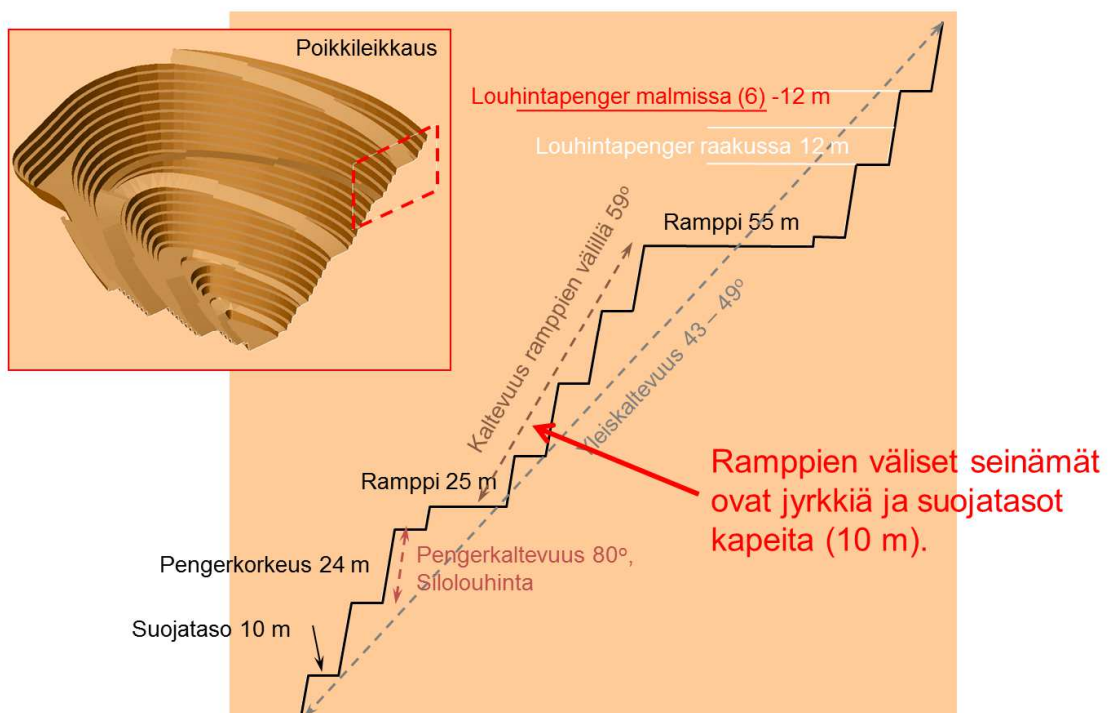 Poikkileikkaus
Louhintapenger malmissa (6) -12 m
Louhintapenger raakussa 12 m
Ramppi 55 m
Kaltevuus ramppien välillä 59°
Yleiskaltevuus 43 – 49°
Ramppi 25 m
Ramppien väliset seinämät
ovat jyrkkiä ja suojatasot
kapeita (10 m).
Pengerkaltevuus 80°,
Silolouhinta
Pengerkorkeus 24 m
Suojataso 10 m